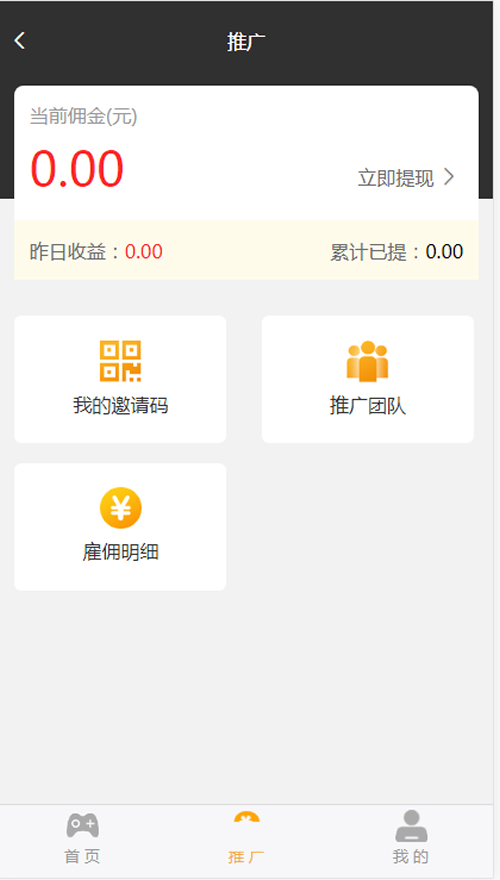 推广
当前佣金(元)
0.00
立即提现
昨日收益：0.00 累计已提：0.00
我的邀请码 推广团队
雇佣明细
首页 推广 我的